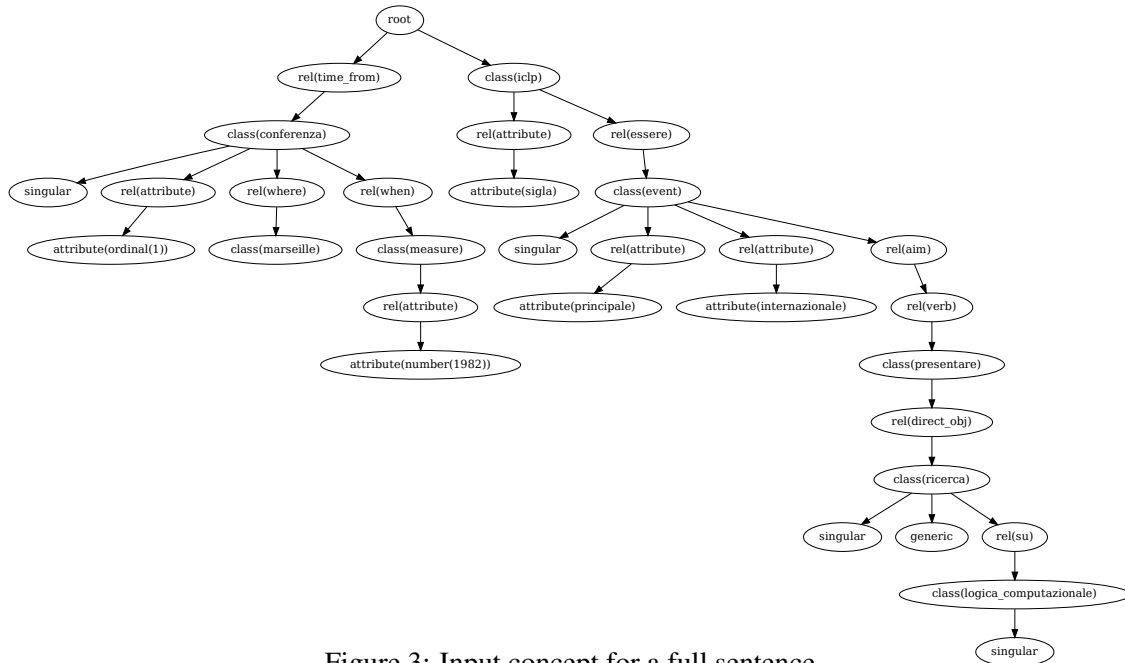 root
rel(time_from)
class(iclp)
class(conferenza)
rel(attribute)
rel(essere)
singular
rel(attribute)
rel(where)
rel(when)
attribute(sigla)
class(event)
attribute(ordinal(1))
class(marseille)
class(measure)
singular
rel(attribute)
rel(attribute)
rel(aim)
rel(attribute)
attribute(principale)
attribute(internazionale)
rel(verb)
attribute(number(1982))
class(presentare)
rel(direct_obj)
class(ricerca)
singular
generic
rel(su)
class(logica_computazionale)
singular
Figure 3: Input concept for a full sentence